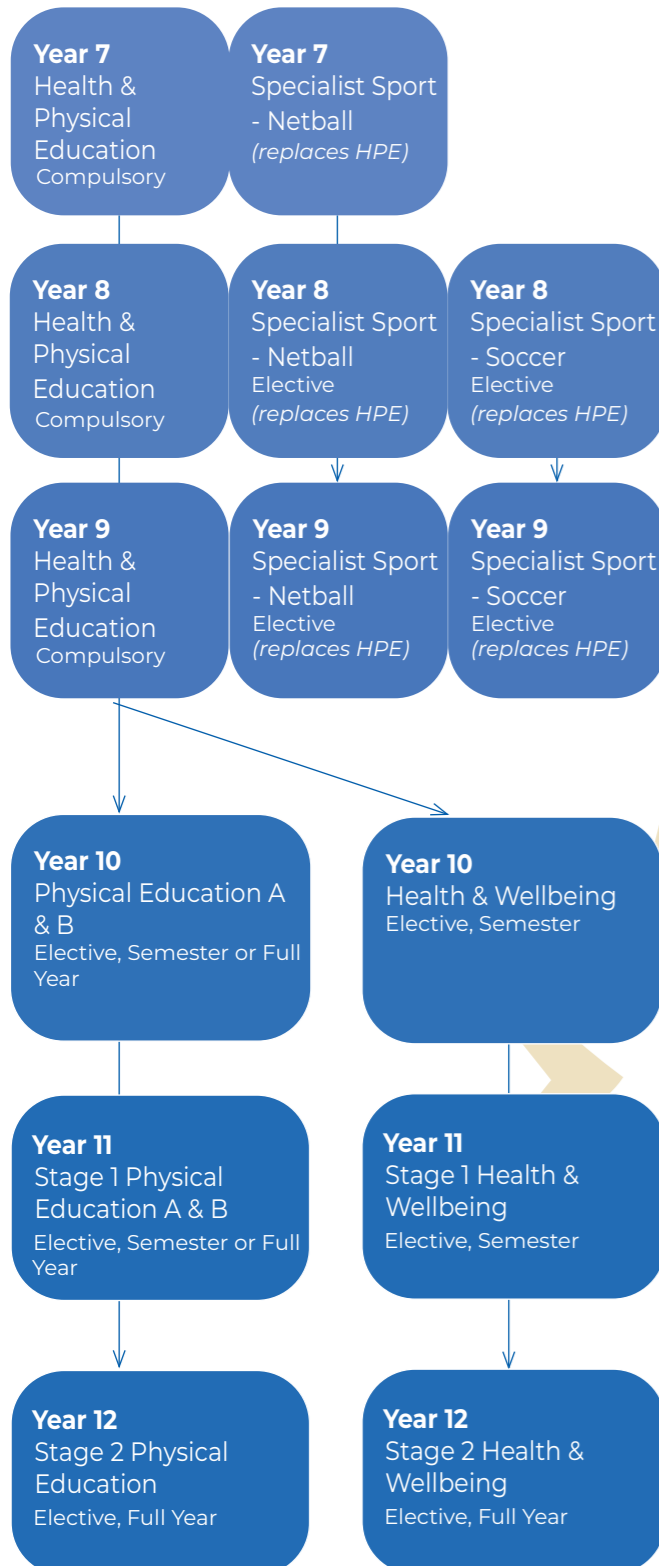 Year 7
Health &
Physical
Education
Compulsory
Year 7
Specialist Sport
- Netball
(replaces HPE)
Year 8
Health &
Physical
Education
Compulsory
Year 8
Specialist Sport
- Netball
Elective
(replaces HPE)
Year 8
Specialist Sport
- Soccer
Elective
(replaces HPE)
Year 9
Health &
Physical
Education
Compulsory
Year 9
Specialist Sport
- Netball
Elective
(replaces HPE)
Year 9
Specialist Sport
- Soccer
Elective
(replaces HPE)
Year 10
Physical Education A
& B
Elective, Semester or Full
Year
Year 10
Health & Wellbeing
Elective, Semester
Year 11
Stage 1 Physical
Education A & B
Elective, Semester or Full
Year
Year 11
Stage 1 Health &
Wellbeing
Elective, Semester
Year 12
Stage 2 Physical
Education
Elective, Full Year
Year 12
Stage 2 Health &
Wellbeing
Elective, Full Year